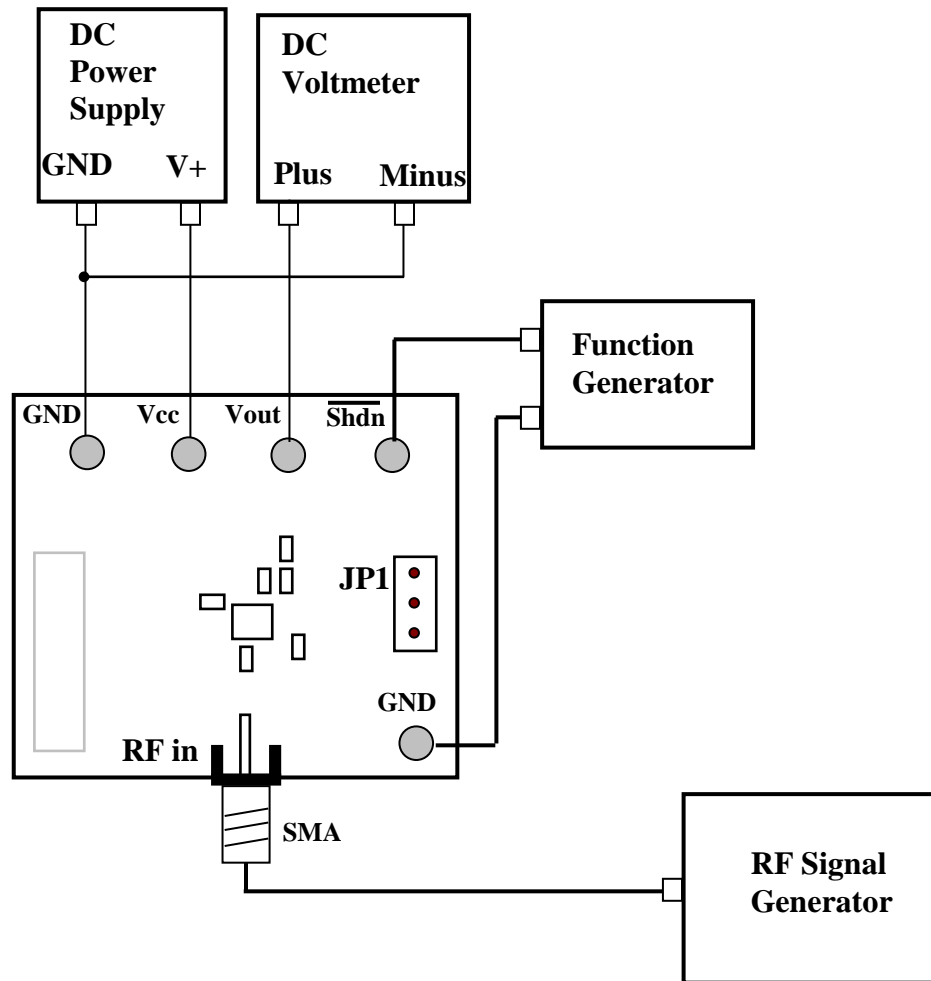 DC
Power
Supply
GND V+
DC
Voltmeter
Plus Minus
Function
Generator
GND Vcc Vout Shdn
JP1
GND
RF in
SMA
RF Signal
Generator